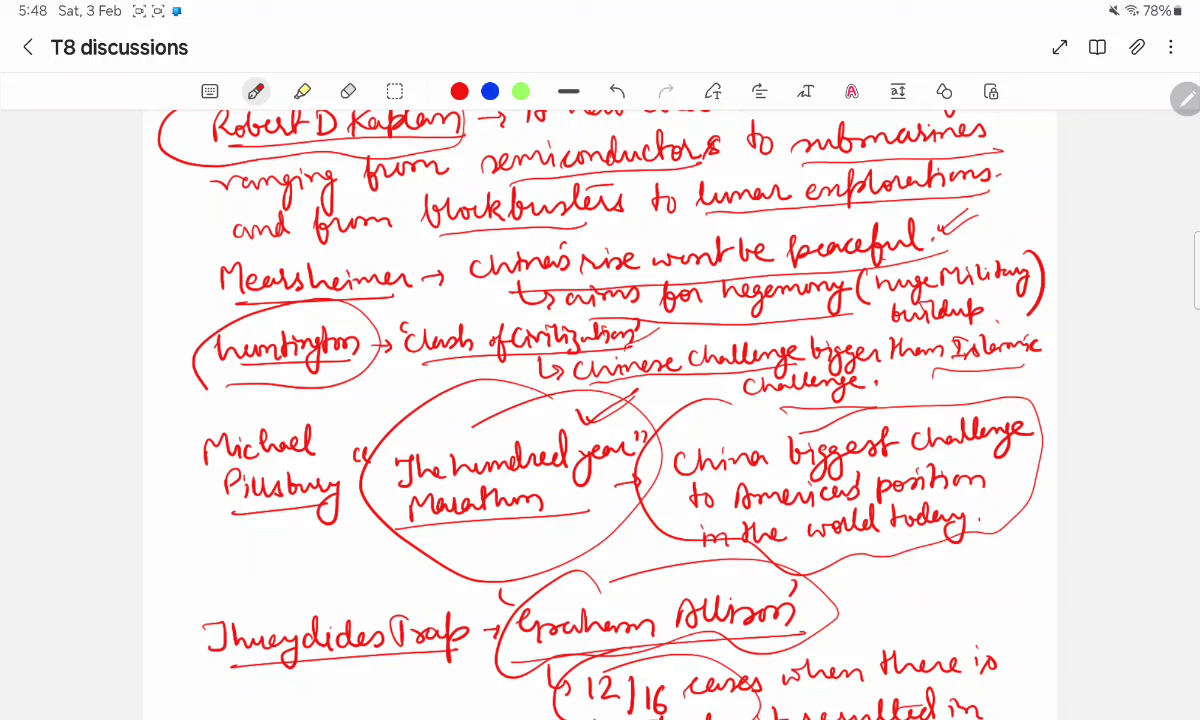 5:48 Sat, 3 Feb
78%
T8 discussions
Robert D Kaplan →
ranging from semiconductors to submarines
and from blockbusters to lunar explorations.
Mearsheimer → China's rise wont be peaceful.
↳ aims for hegemony (huge Military buildup.)
huntington → 'Clash of Civilization'
↳ Chinese challenge bigger than Islamic
challenge.
Michael
Pillsbury
"The hundred year
Marathon"
→ China biggest challenge
to America's position
in the world today.
Thucydides Trap → 'Graham Allison'
↳ 12/16 cases when there is
resulted in